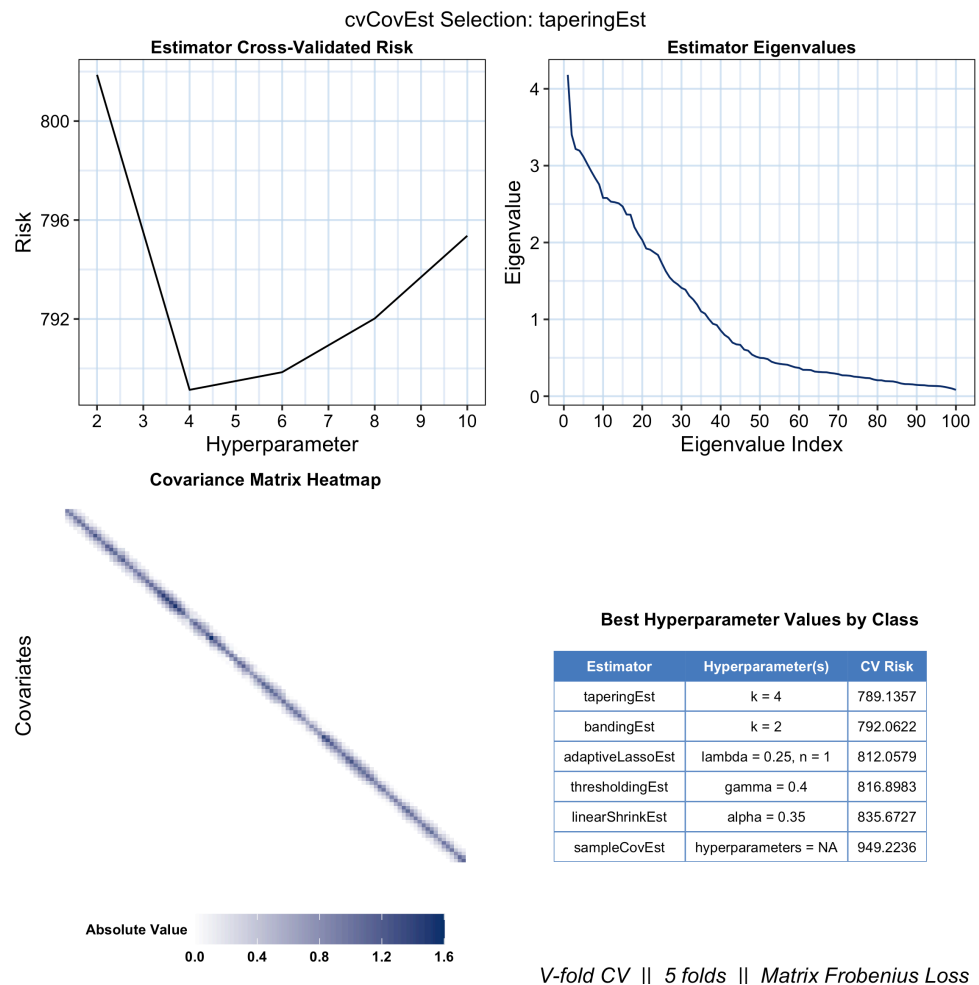 cvCovEst Selection: taperingEst
Estimator Cross-Validated Risk
Risk
800
796
792
2 3 4 5 6 7 8 9 10
Hyperparameter
Estimator Eigenvalues
Eigenvalue
4
3
2
1
0
0 10 20 30 40 50 60 70 80 90 100
Eigenvalue Index
Covariance Matrix Heatmap
Covariates
Absolute Value
0.0 0.4 0.8 1.2 1.6
Best Hyperparameter Values by Class
Estimator Hyperparameter(s) CV Risk
taperingEst k = 4 789.1357
bandingEst k = 2 792.0622
adaptiveLassoEst lambda = 0.25, n = 1 812.0579
thresholdingEst gamma = 0.4 816.8983
linearShrinkEst alpha = 0.35 835.6727
sampleCovEst hyperparameters = NA 949.2236
V-fold CV || 5 folds || Matrix Frobenius Loss